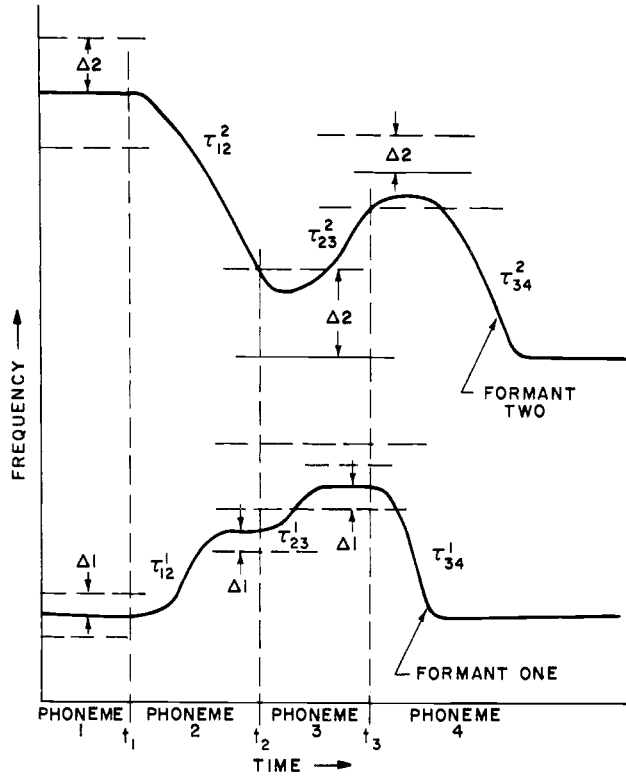 Δ2
τ₁₂²
Δ2
τ₂₃²
τ₃₄²
Δ2
FORMANT
TWO
FREQUENCY →
Δ1
τ₁₂¹
Δ1
τ₂₃¹
Δ1
τ₃₄¹
FORMANT ONE
PHONEME
1
t₁
PHONEME
2
t₂
PHONEME
3
t₃
PHONEME
4
TIME →